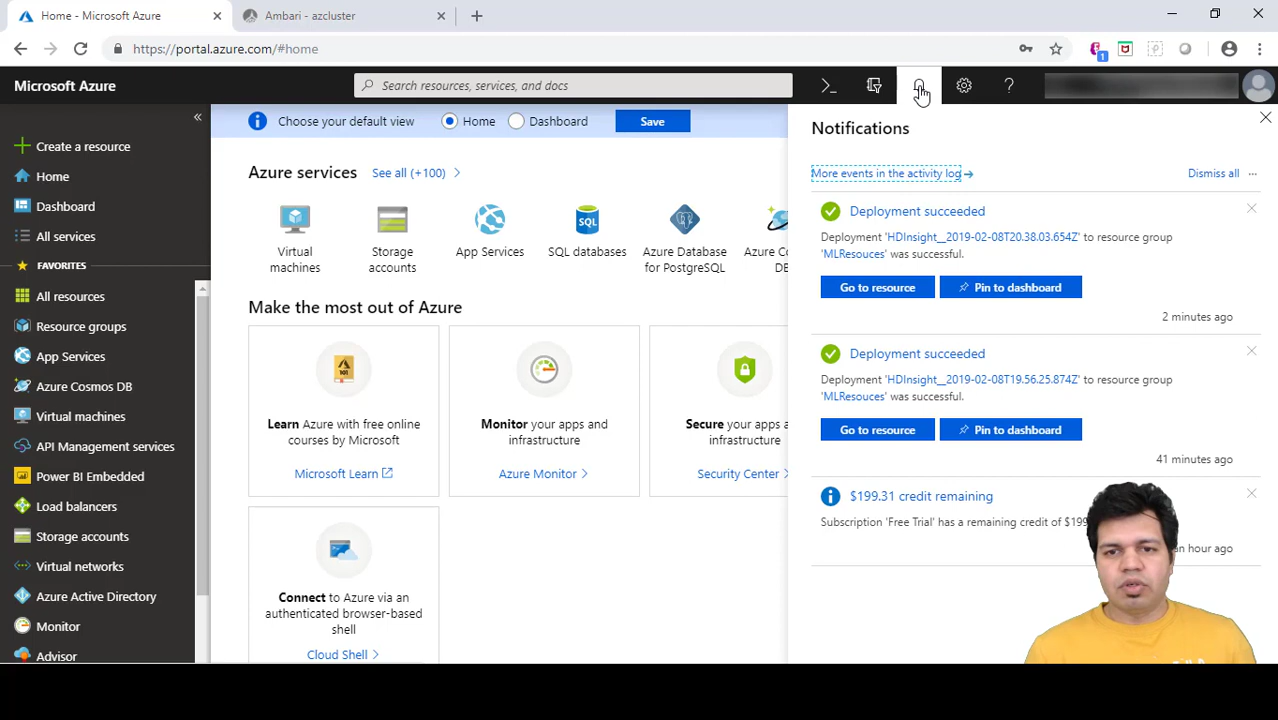 Home - Microsoft Azure
Ambari - azcluster
https://portal.azure.com/#home
1
Microsoft Azure
Search resources, services, and docs
Create a resource
Home
Dashboard
All services
FAVORITES
All resources
Resource groups
App Services
Azure Cosmos DB
Virtual machines
API Management services
Power BI Embedded
Load balancers
Storage accounts
Virtual networks
Azure Active Directory
Monitor
Advisor
Choose your default view
Home
Dashboard
Save
Azure services
See all (+100)
Virtual
machines
Storage
accounts
App Services
SQL
SQL databases
Azure Database
for PostgreSQL
Azure Co
DB
Make the most out of Azure
101
Learn Azure with free online
courses by Microsoft
Microsoft Learn
Monitor your apps and
infrastructure
Azure Monitor
Secure your apps a
infrastructure
Security Center
Connect to Azure via an
authenticated browser-based
shell
Cloud Shell
Notifications
More events in the activity log
Dismiss all
Deployment succeeded
Deployment 'HDInsight__2019-02-08T20.38.03.654Z' to resource group
'MLResouces' was successful.
Go to resource
Pin to dashboard
2 minutes ago
Deployment succeeded
Deployment 'HDInsight__2019-02-08T19.56.25.874Z' to resource group
'MLResouces' was successful.
Go to resource
Pin to dashboard
41 minutes ago
$199.31 credit remaining
Subscription 'Free Trial' has a remaining credit of $199
an hour ago